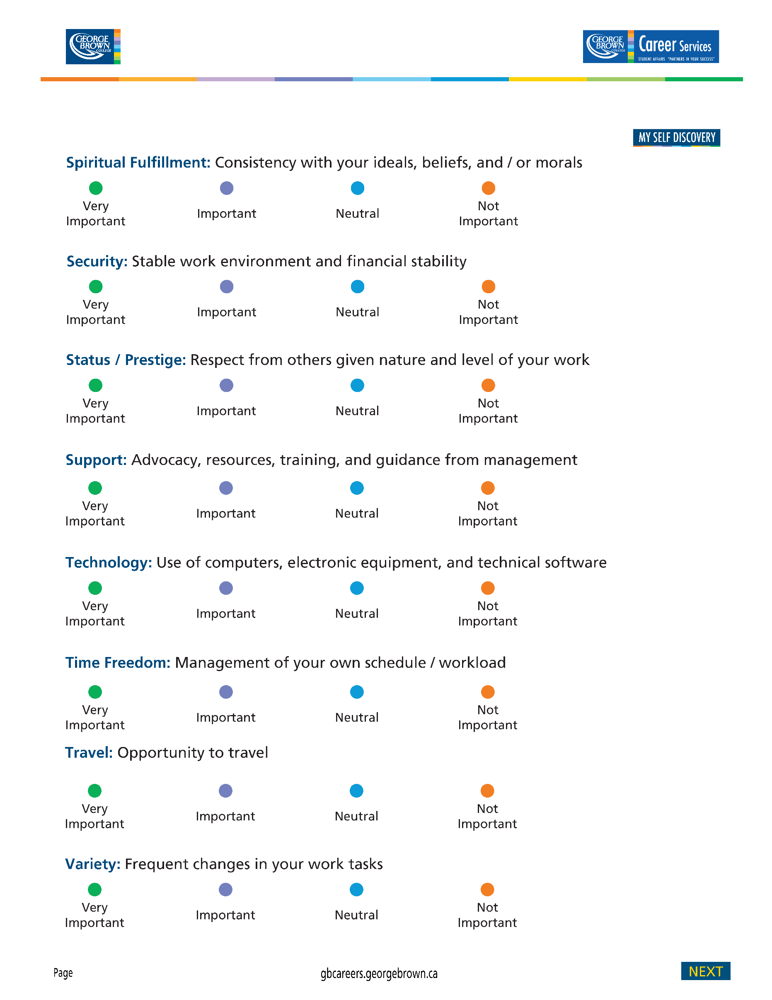 GEORGE
BROWN
COLLEGE
GEORGE
BROWN
COLLEGE
Career Services
STUDENT AFFAIRS "PARTNERS IN YOUR SUCCESS"
MY SELF DISCOVERY
Spiritual Fulfillment: Consistency with your ideals, beliefs, and / or morals
Very Important Important Neutral Not Important
Security: Stable work environment and financial stability
Very Important Important Neutral Not Important
Status / Prestige: Respect from others given nature and level of your work
Very Important Important Neutral Not Important
Support: Advocacy, resources, training, and guidance from management
Very Important Important Neutral Not Important
Technology: Use of computers, electronic equipment, and technical software
Very Important Important Neutral Not Important
Time Freedom: Management of your own schedule / workload
Very Important Important Neutral Not Important
Travel: Opportunity to travel
Very Important Important Neutral Not Important
Variety: Frequent changes in your work tasks
Very Important Important Neutral Not Important
Page gbcareers.georgebrown.ca NEXT